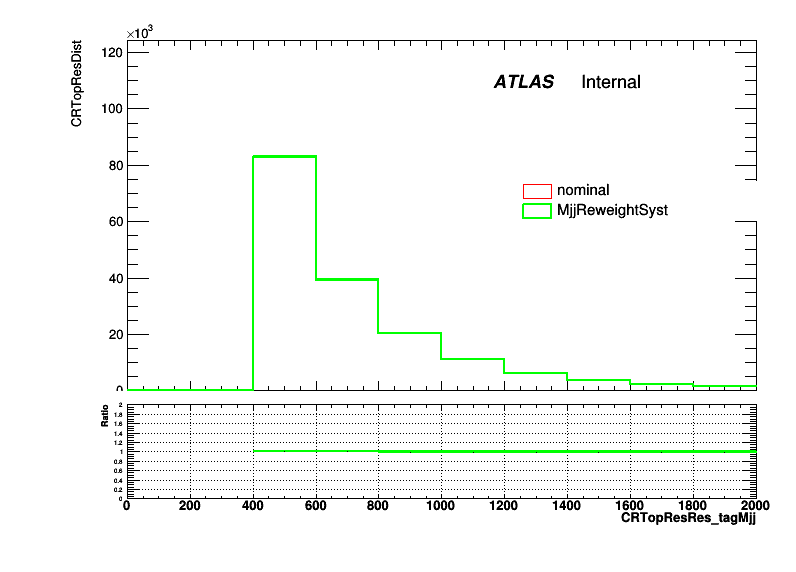 ×10³
120
CRTopResDist
ATLAS Internal
100
80
nominal
MjjReweightSyst
60
40
20
0
Ratio
2
1.8
1.6
1.4
1.2
1
0.8
0.6
0.4
0.2
0
0 200 400 600 800 1000 1200 1400 1600 1800 2000
CRTopResRes_tagMjj